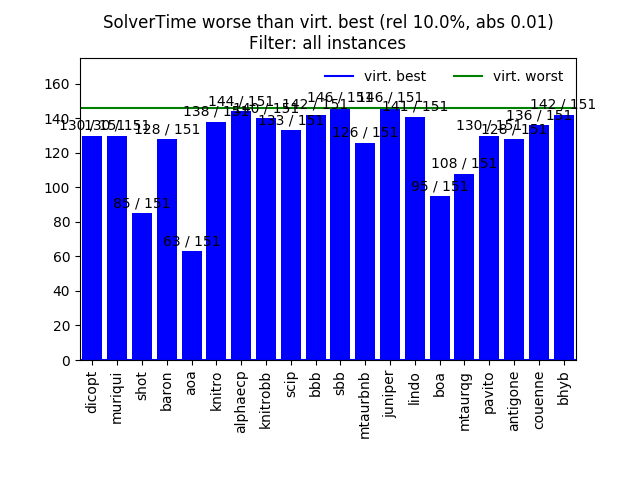 SolverTime worse than virt. best (rel 10.0%, abs 0.01)
Filter: all instances
virt. best
virt. worst
160
140
120
100
80
60
40
20
0
130 / 151
130 / 151
85 / 151
128 / 151
63 / 151
138 / 151
144 / 151
140 / 151
133 / 151
142 / 151
146 / 151
126 / 151
146 / 151
141 / 151
95 / 151
108 / 151
130 / 151
128 / 151
136 / 151
142 / 151
dicopt
muriqui
shot
baron
aoa
knitro
alphaecp
knitrobb
scip
bbb
sbb
mtaurbnb
juniper
lindo
boa
mtaurqg
pavito
antigone
couenne
bhyb